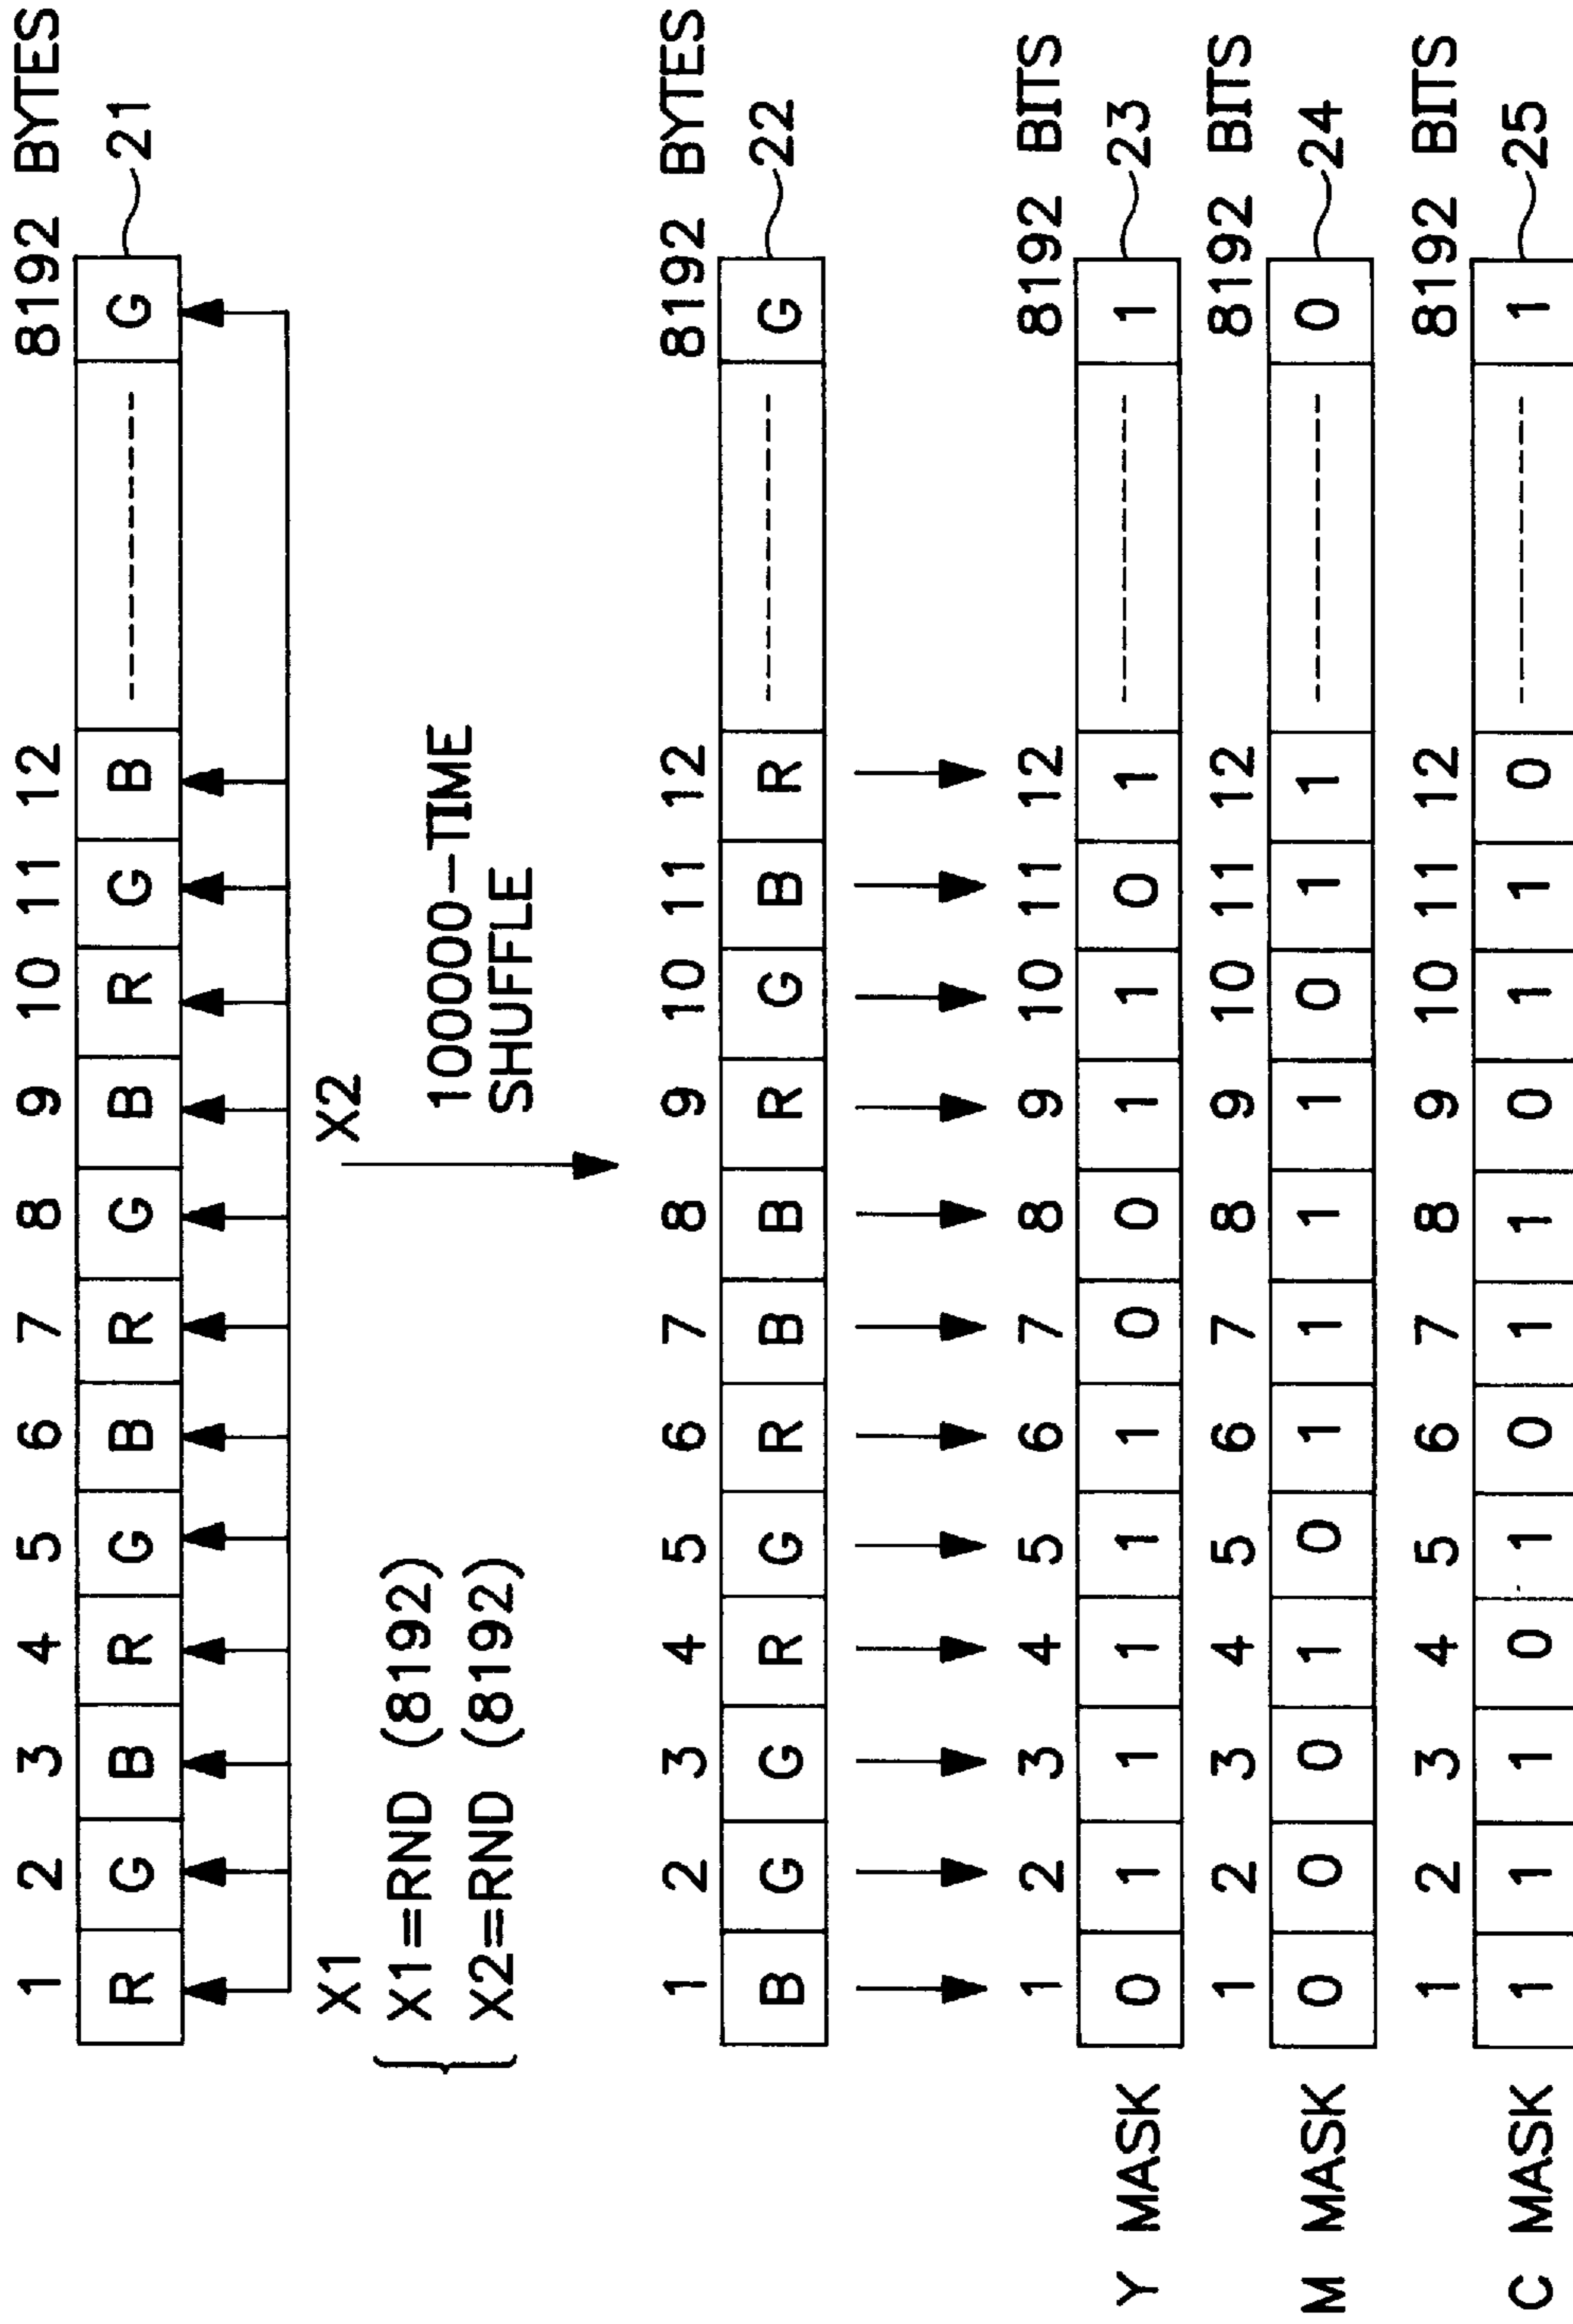 1 2 3 4 5 6 7 8 9 10 11 12 8192 BYTES
R G B R G B R G B R G B G 21
X1 X2
X1=RND (8192)
X2=RND (8192)
100000-TIME
SHUFFLE
1 2 3 4 5 6 7 8 9 10 11 12 8192 BYTES
B G G R G R B B R G B R G 22
1 2 3 4 5 6 7 8 9 10 11 12 8192 BITS
Y MASK 0 1 1 1 1 1 0 0 1 1 0 1 1 23
1 2 3 4 5 6 7 8 9 10 11 12 8192 BITS
M MASK 0 0 0 1 0 1 1 1 1 0 1 1 0 24
1 2 3 4 5 6 7 8 9 10 11 12 8192 BITS
C MASK 1 1 1 0 1 0 1 1 0 1 1 0 1 25